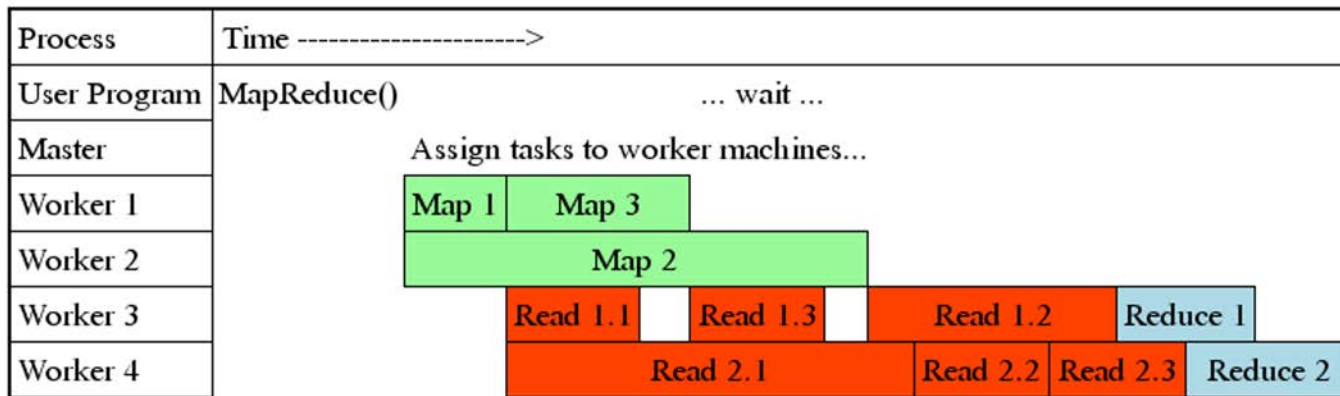 Process Time ---------------------->
User Program MapReduce() ... wait ...
Master Assign tasks to worker machines...
Worker 1 Map 1 Map 3
Worker 2 Map 2
Worker 3 Read 1.1 Read 1.3 Read 1.2 Reduce 1
Worker 4 Read 2.1 Read 2.2 Read 2.3 Reduce 2